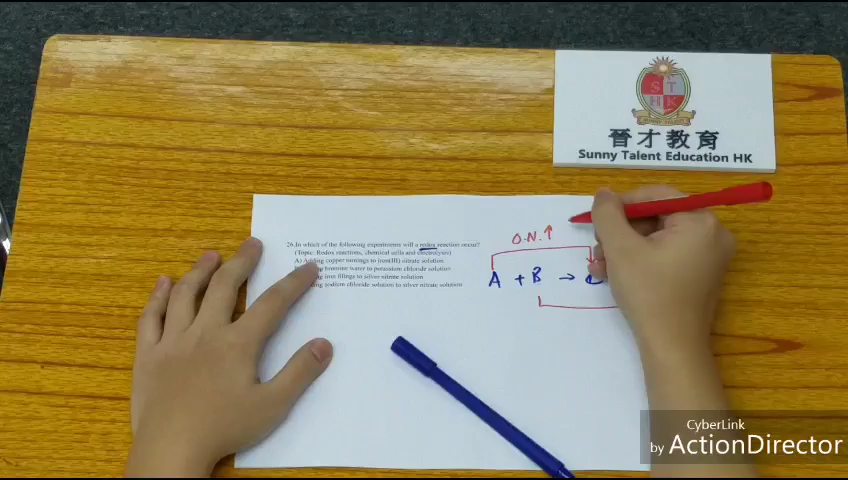 S T
H K
晉才教育
Sunny Talent Education HK
26.In which of the following experiments will a redox reaction occur?
(Topic: Redox reactions, chemical cells and electrolysis)
A) Adding copper turnings to iron(III) nitrate solution
bromine water to potassium chloride solution
iron filings to silver nitrate solution
sodium chloride solution to silver nitrate solution
O.N.↑
A + B → C
CyberLink
by ActionDirector